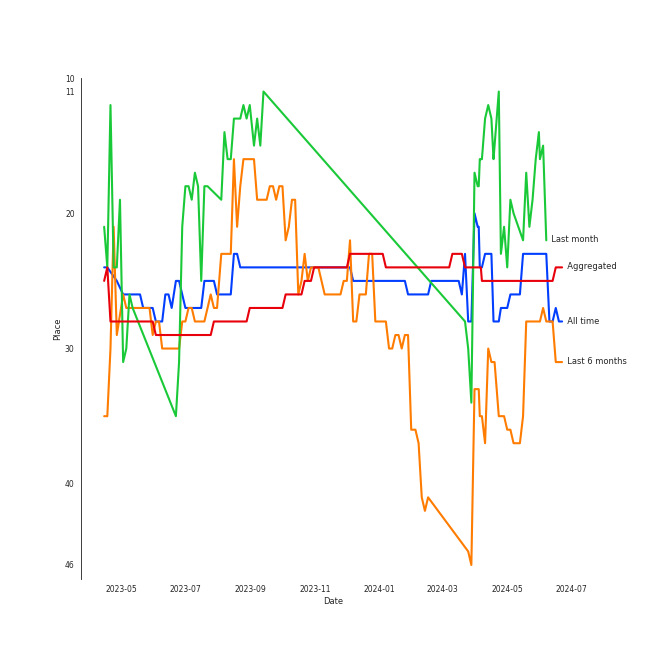 10
11
20
30
40
46
Place
Last month
Aggregated
All time
Last 6 months
2023-05
2023-07
2023-09
2023-11
2024-01
2024-03
2024-05
2024-07
Date